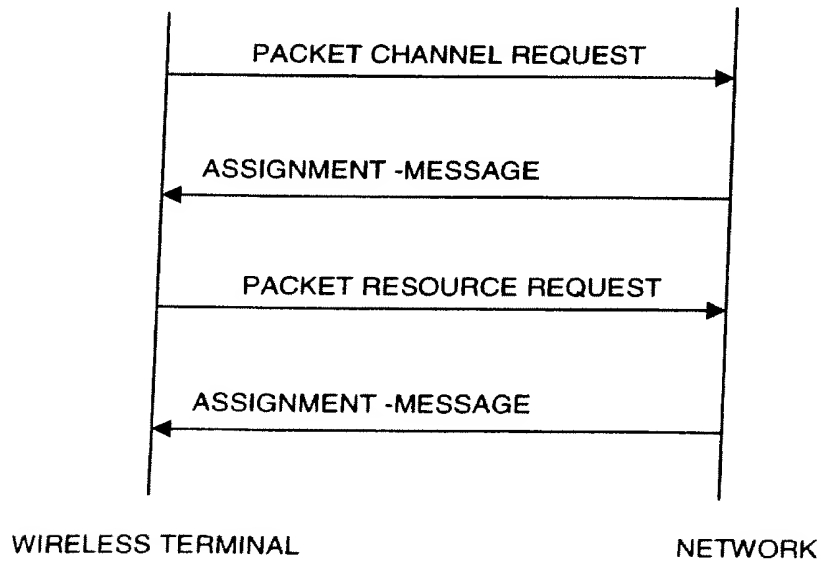 PACKET CHANNEL REQUEST
ASSIGNMENT -MESSAGE
PACKET RESOURCE REQUEST
ASSIGNMENT -MESSAGE
WIRELESS TERMINAL
NETWORK